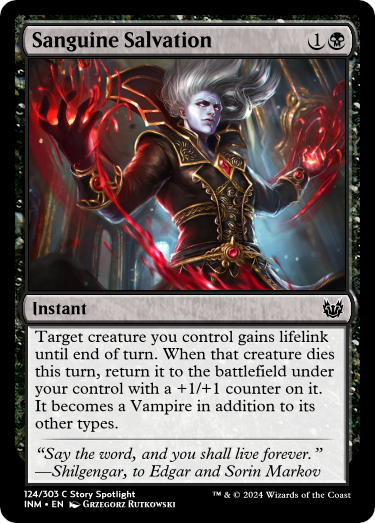 Sanguine Salvation 1
Instant
Target creature you control gains lifelink
until end of turn. When that creature dies
this turn, return it to the battlefield under
your control with a +1/+1 counter on it.
It becomes a Vampire in addition to its
other types.
“Say the word, and you shall live forever.”
—Shilgengar, to Edgar and Sorin Markov
124/303 C Story Spotlight
INM • EN Grzegorz Rutkowski ™ & © 2024 Wizards of the Coast